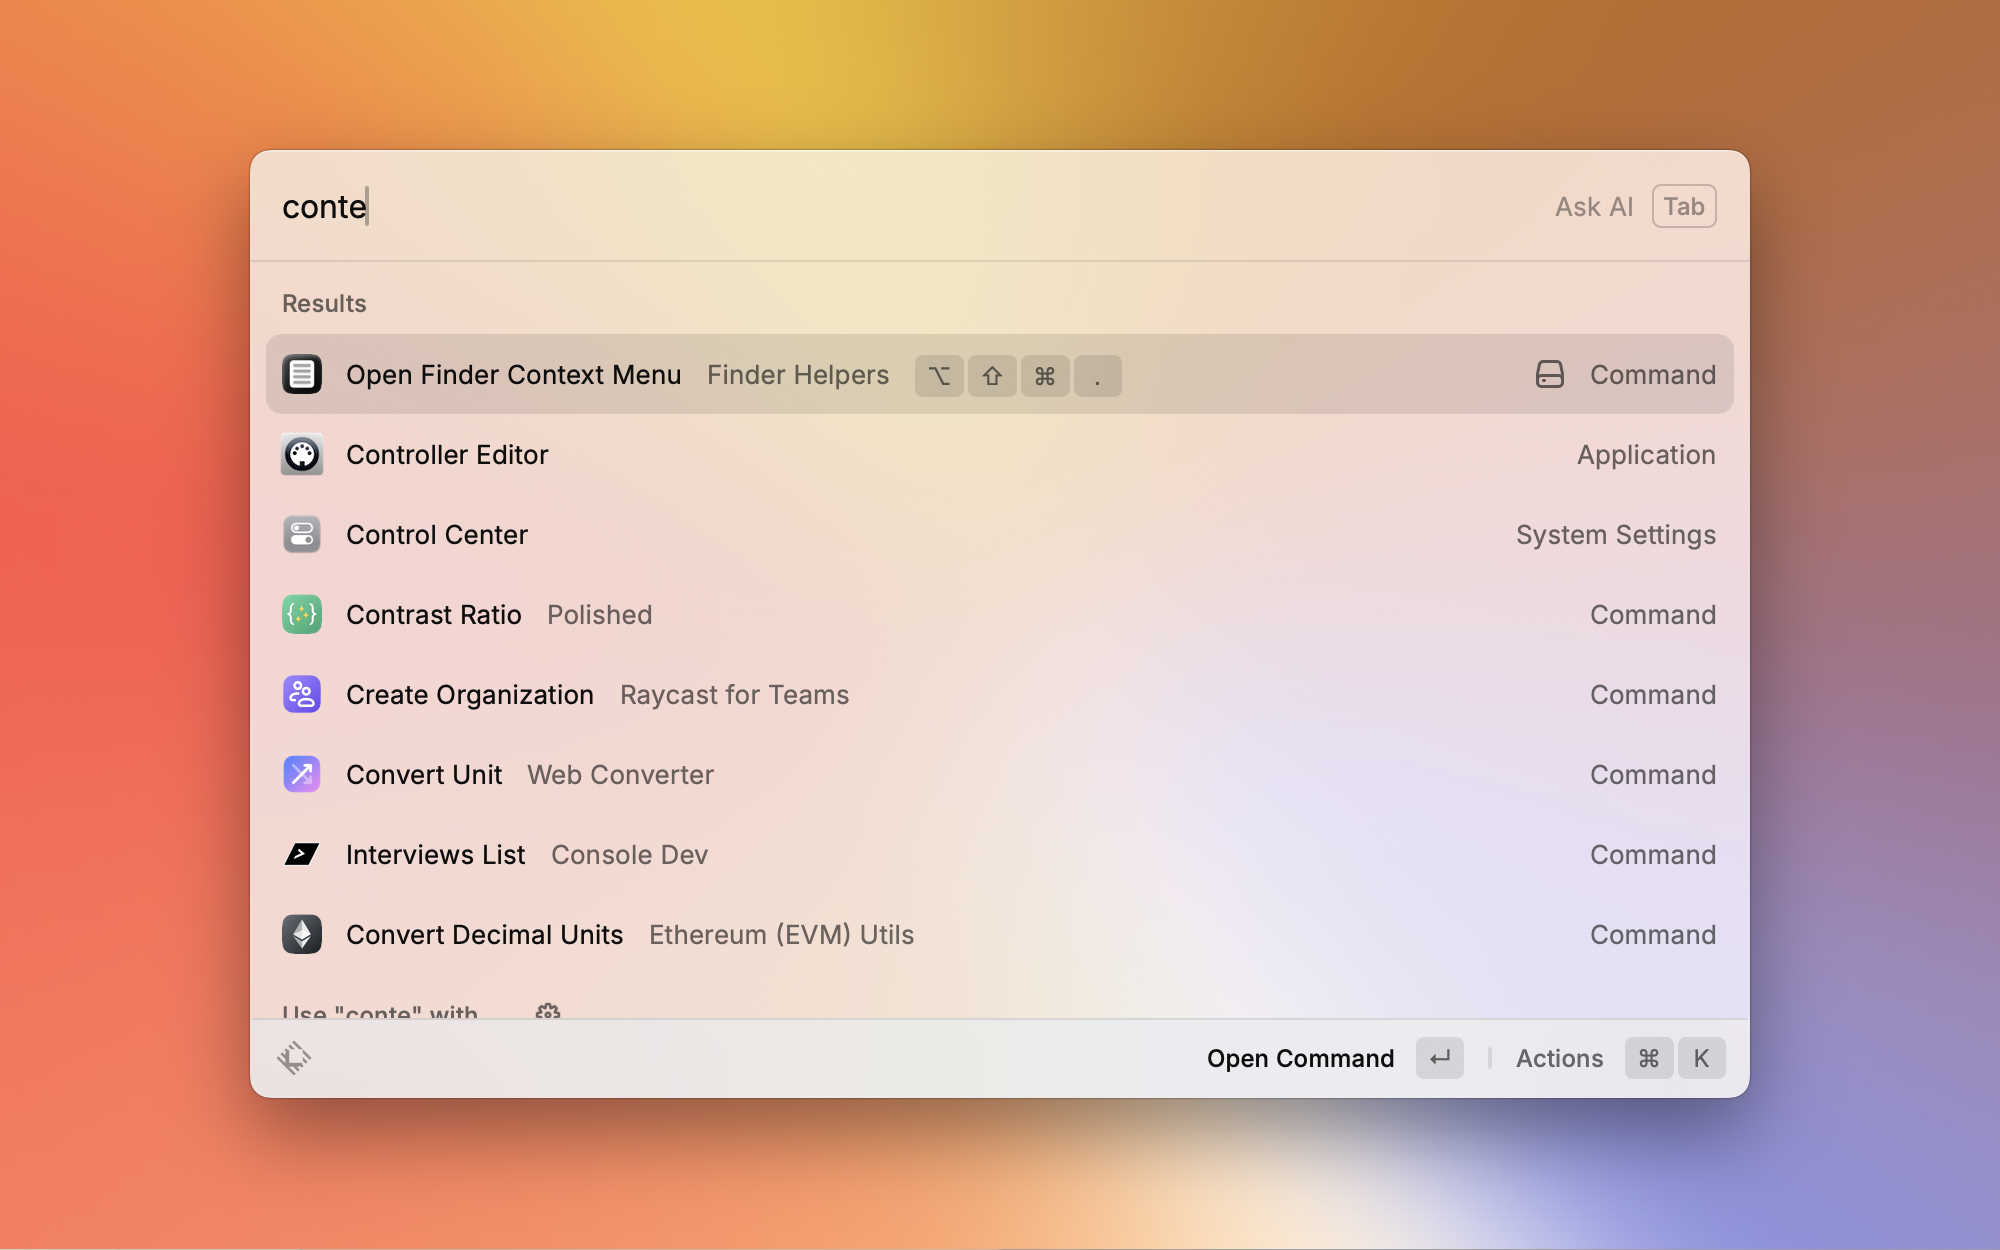 conte
Ask AI Tab
Results
Open Finder Context Menu Finder Helpers ⌥ ⇧ ⌘ . Command
Controller Editor Application
Control Center System Settings
Contrast Ratio Polished Command
Create Organization Raycast for Teams Command
Convert Unit Web Converter Command
Interviews List Console Dev Command
Convert Decimal Units Ethereum (EVM) Utils Command
Use "conte" with
Open Command ↵ Actions ⌘ K